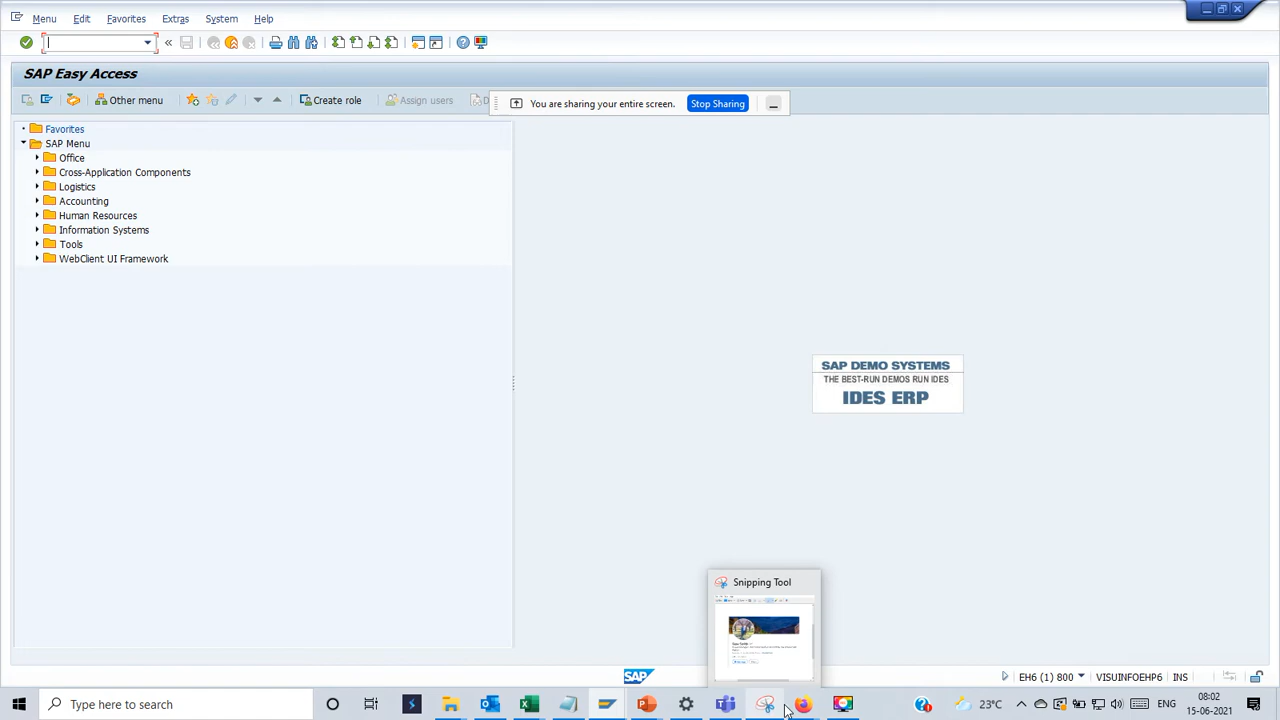 Menu Edit Favorites Extras System Help
SAP Easy Access
Other menu Create role Assign users
You are sharing your entire screen. Stop Sharing
Favorites
SAP Menu
Office
Cross-Application Components
Logistics
Accounting
Human Resources
Information Systems
Tools
WebClient UI Framework
SAP DEMO SYSTEMS
THE BEST-RUN DEMOS RUN IDES
IDES ERP
Snipping Tool
SAP
EH6 (1) 800 VISUINFOEHP6 INS
Type here to search
23°C ENG
08:02
15-06-2021